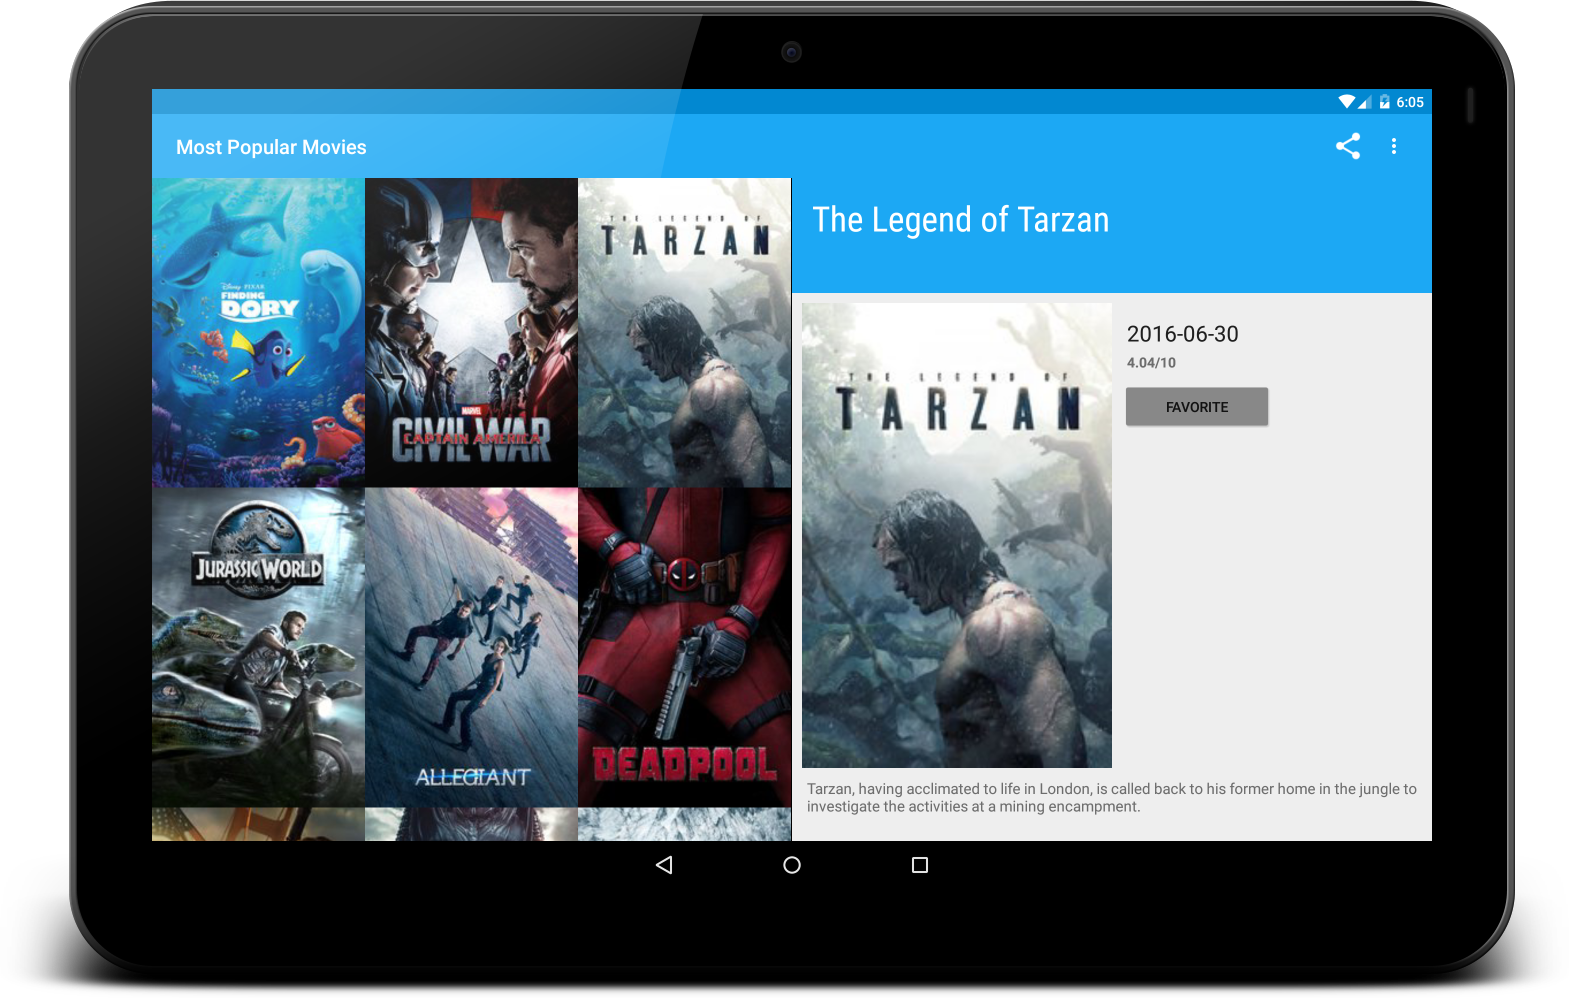 6:05
Most Popular Movies
Disney PIXAR
FINDING
DORY
MARVEL
CAPTAIN AMERICA
CIVIL WAR
THE LEGEND OF
TARZAN
JURASSIC WORLD
ALLEGIANT
DEADPOOL
The Legend of Tarzan
THE LEGEND OF
TARZAN
2016-06-30
4.04/10
FAVORITE
Tarzan, having acclimated to life in London, is called back to his former home in the jungle to
investigate the activities at a mining encampment.